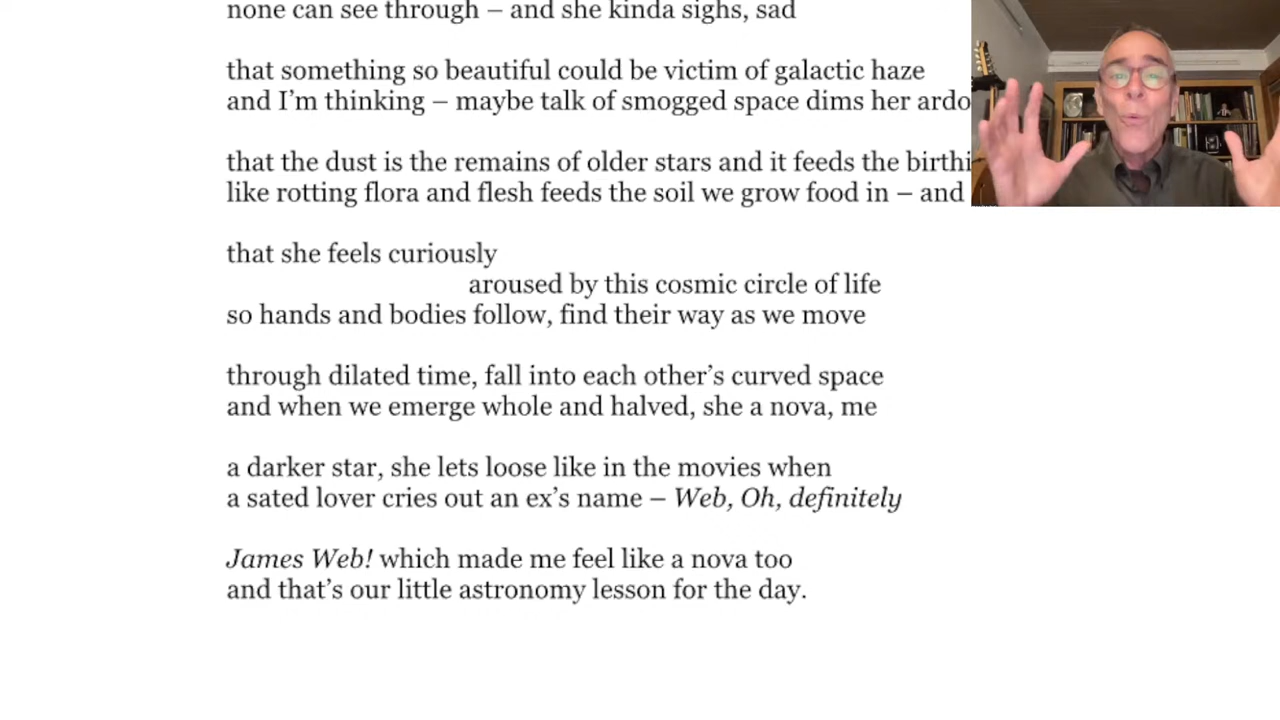 none can see through – and she kinda sighs, sad
that something so beautiful could be victim of galactic haze
and I’m thinking – maybe talk of smogged space dims her
that the dust is the remains of older stars and it feeds the
like rotting flora and flesh feeds the soil we grow food in – and
that she feels curiously
aroused by this cosmic circle of life
so hands and bodies follow, find their way as we move
through dilated time, fall into each other’s curved space
and when we emerge whole and halved, she a nova, me
a darker star, she lets loose like in the movies when
a sated lover cries out an ex’s name – Web, Oh, definitely
James Web! which made me feel like a nova too
and that’s our little astronomy lesson for the day.